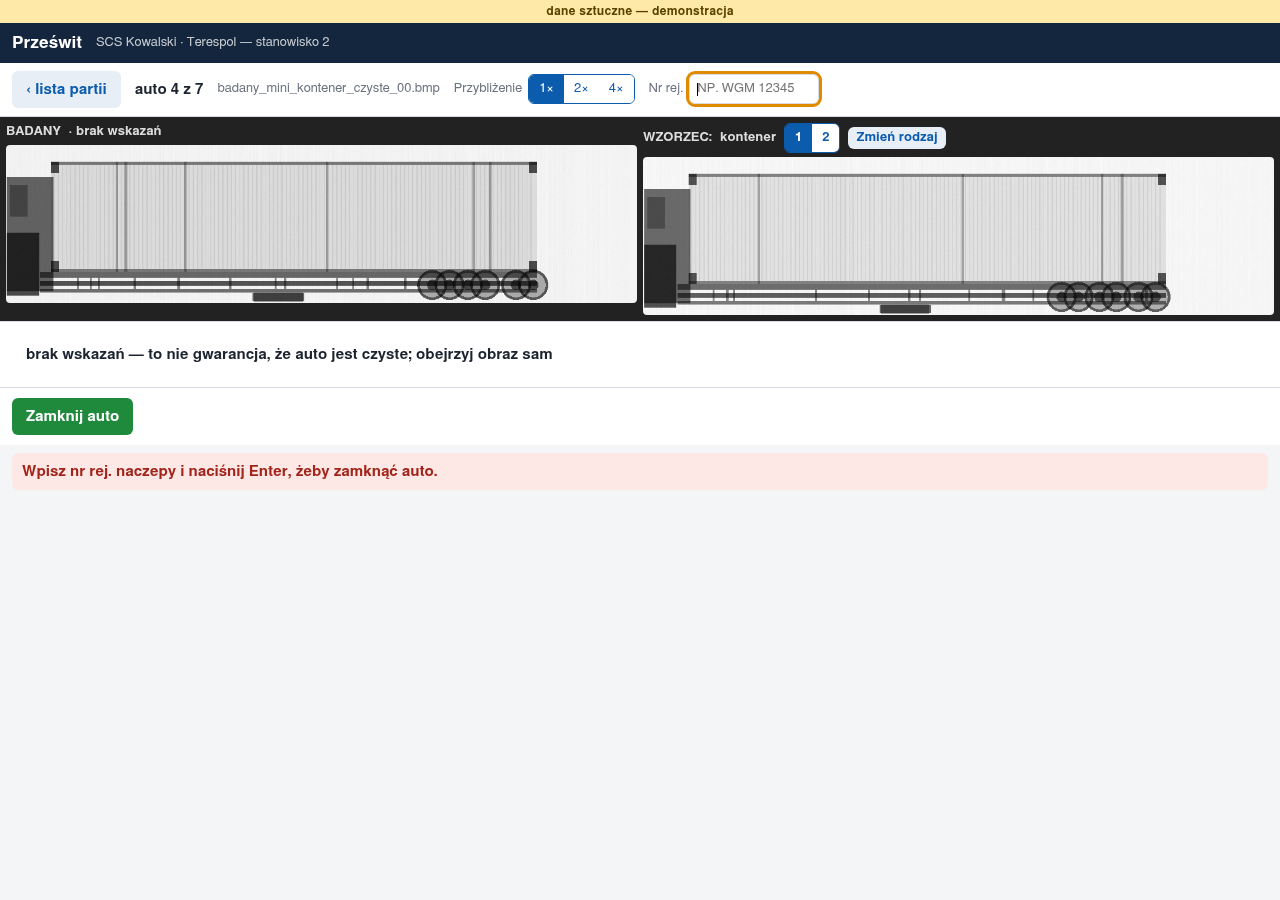 dane sztuczne — demonstracja
Prześwit SCS Kowalski · Terespol — stanowisko 2
‹ lista partii auto 4 z 7 badany_mini_kontener_czyste_00.bmp Przybliżenie 1× 2× 4× Nr rej. NP. WGM 12345
BADANY · brak wskazań
WZORZEC: kontener 1 2 Zmień rodzaj
brak wskazań — to nie gwarancja, że auto jest czyste; obejrzyj obraz sam
Zamknij auto
Wpisz nr rej. naczepy i naciśnij Enter, żeby zamknąć auto.